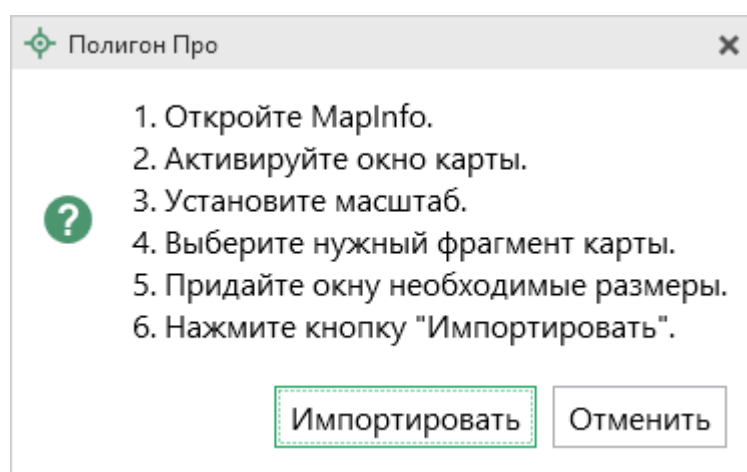 Полигон Про
1. Откройте MapInfo.
2. Активируйте окно карты.
3. Установите масштаб.
4. Выберите нужный фрагмент карты.
5. Придайте окну необходимые размеры.
6. Нажмите кнопку "Импортировать".
Импортировать Отменить